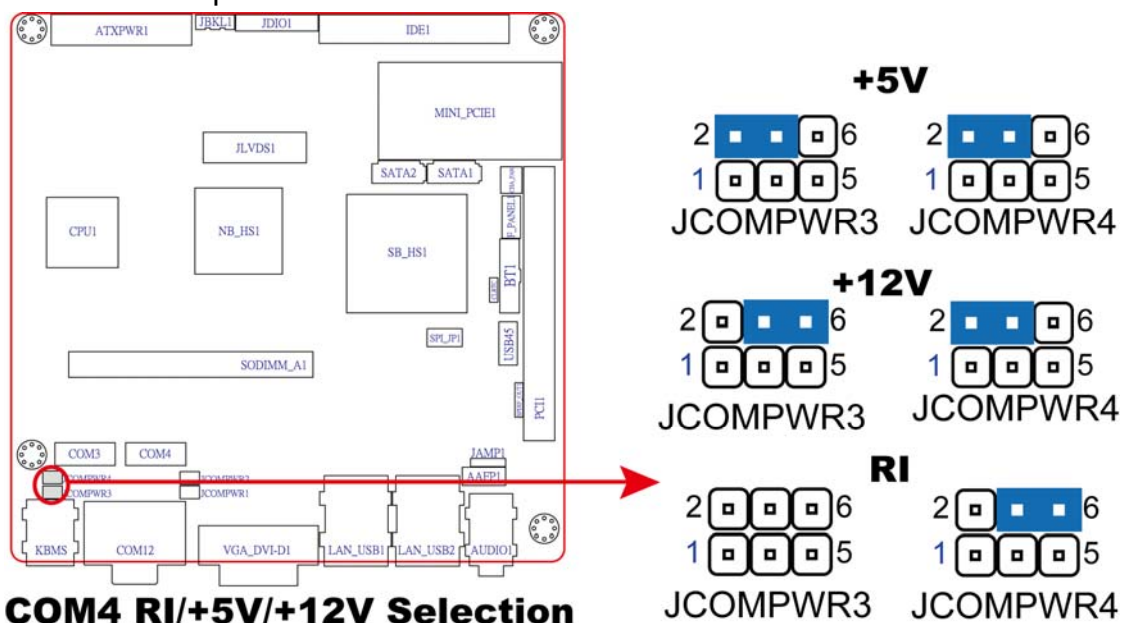 ATXPWR1
JBKL1
JDIO1
IDE1
MINI_PCIE1
JLVDS1
SATA2
SATA1
F_PANEL1
CPU1
NB_HS1
SB_HS1
BT1
SPI_JP1
USB45
SODIMM_A1
PCI1
COM3
COM4
JAMP1
AAFP1
COMPWR4
COMPWR3
JCOMPWR2
JCOMPWR1
KBMS
COM12
VGA_DVI-D1
LAN_USB1
LAN_USB2
AUDIO1
COM4 RI/+5V/+12V Selection
+5V
2 6 2 6
1 5 1 5
JCOMPWR3 JCOMPWR4
+12V
2 6 2 6
1 5 1 5
JCOMPWR3 JCOMPWR4
RI
2 6 2 6
1 5 1 5
JCOMPWR3 JCOMPWR4